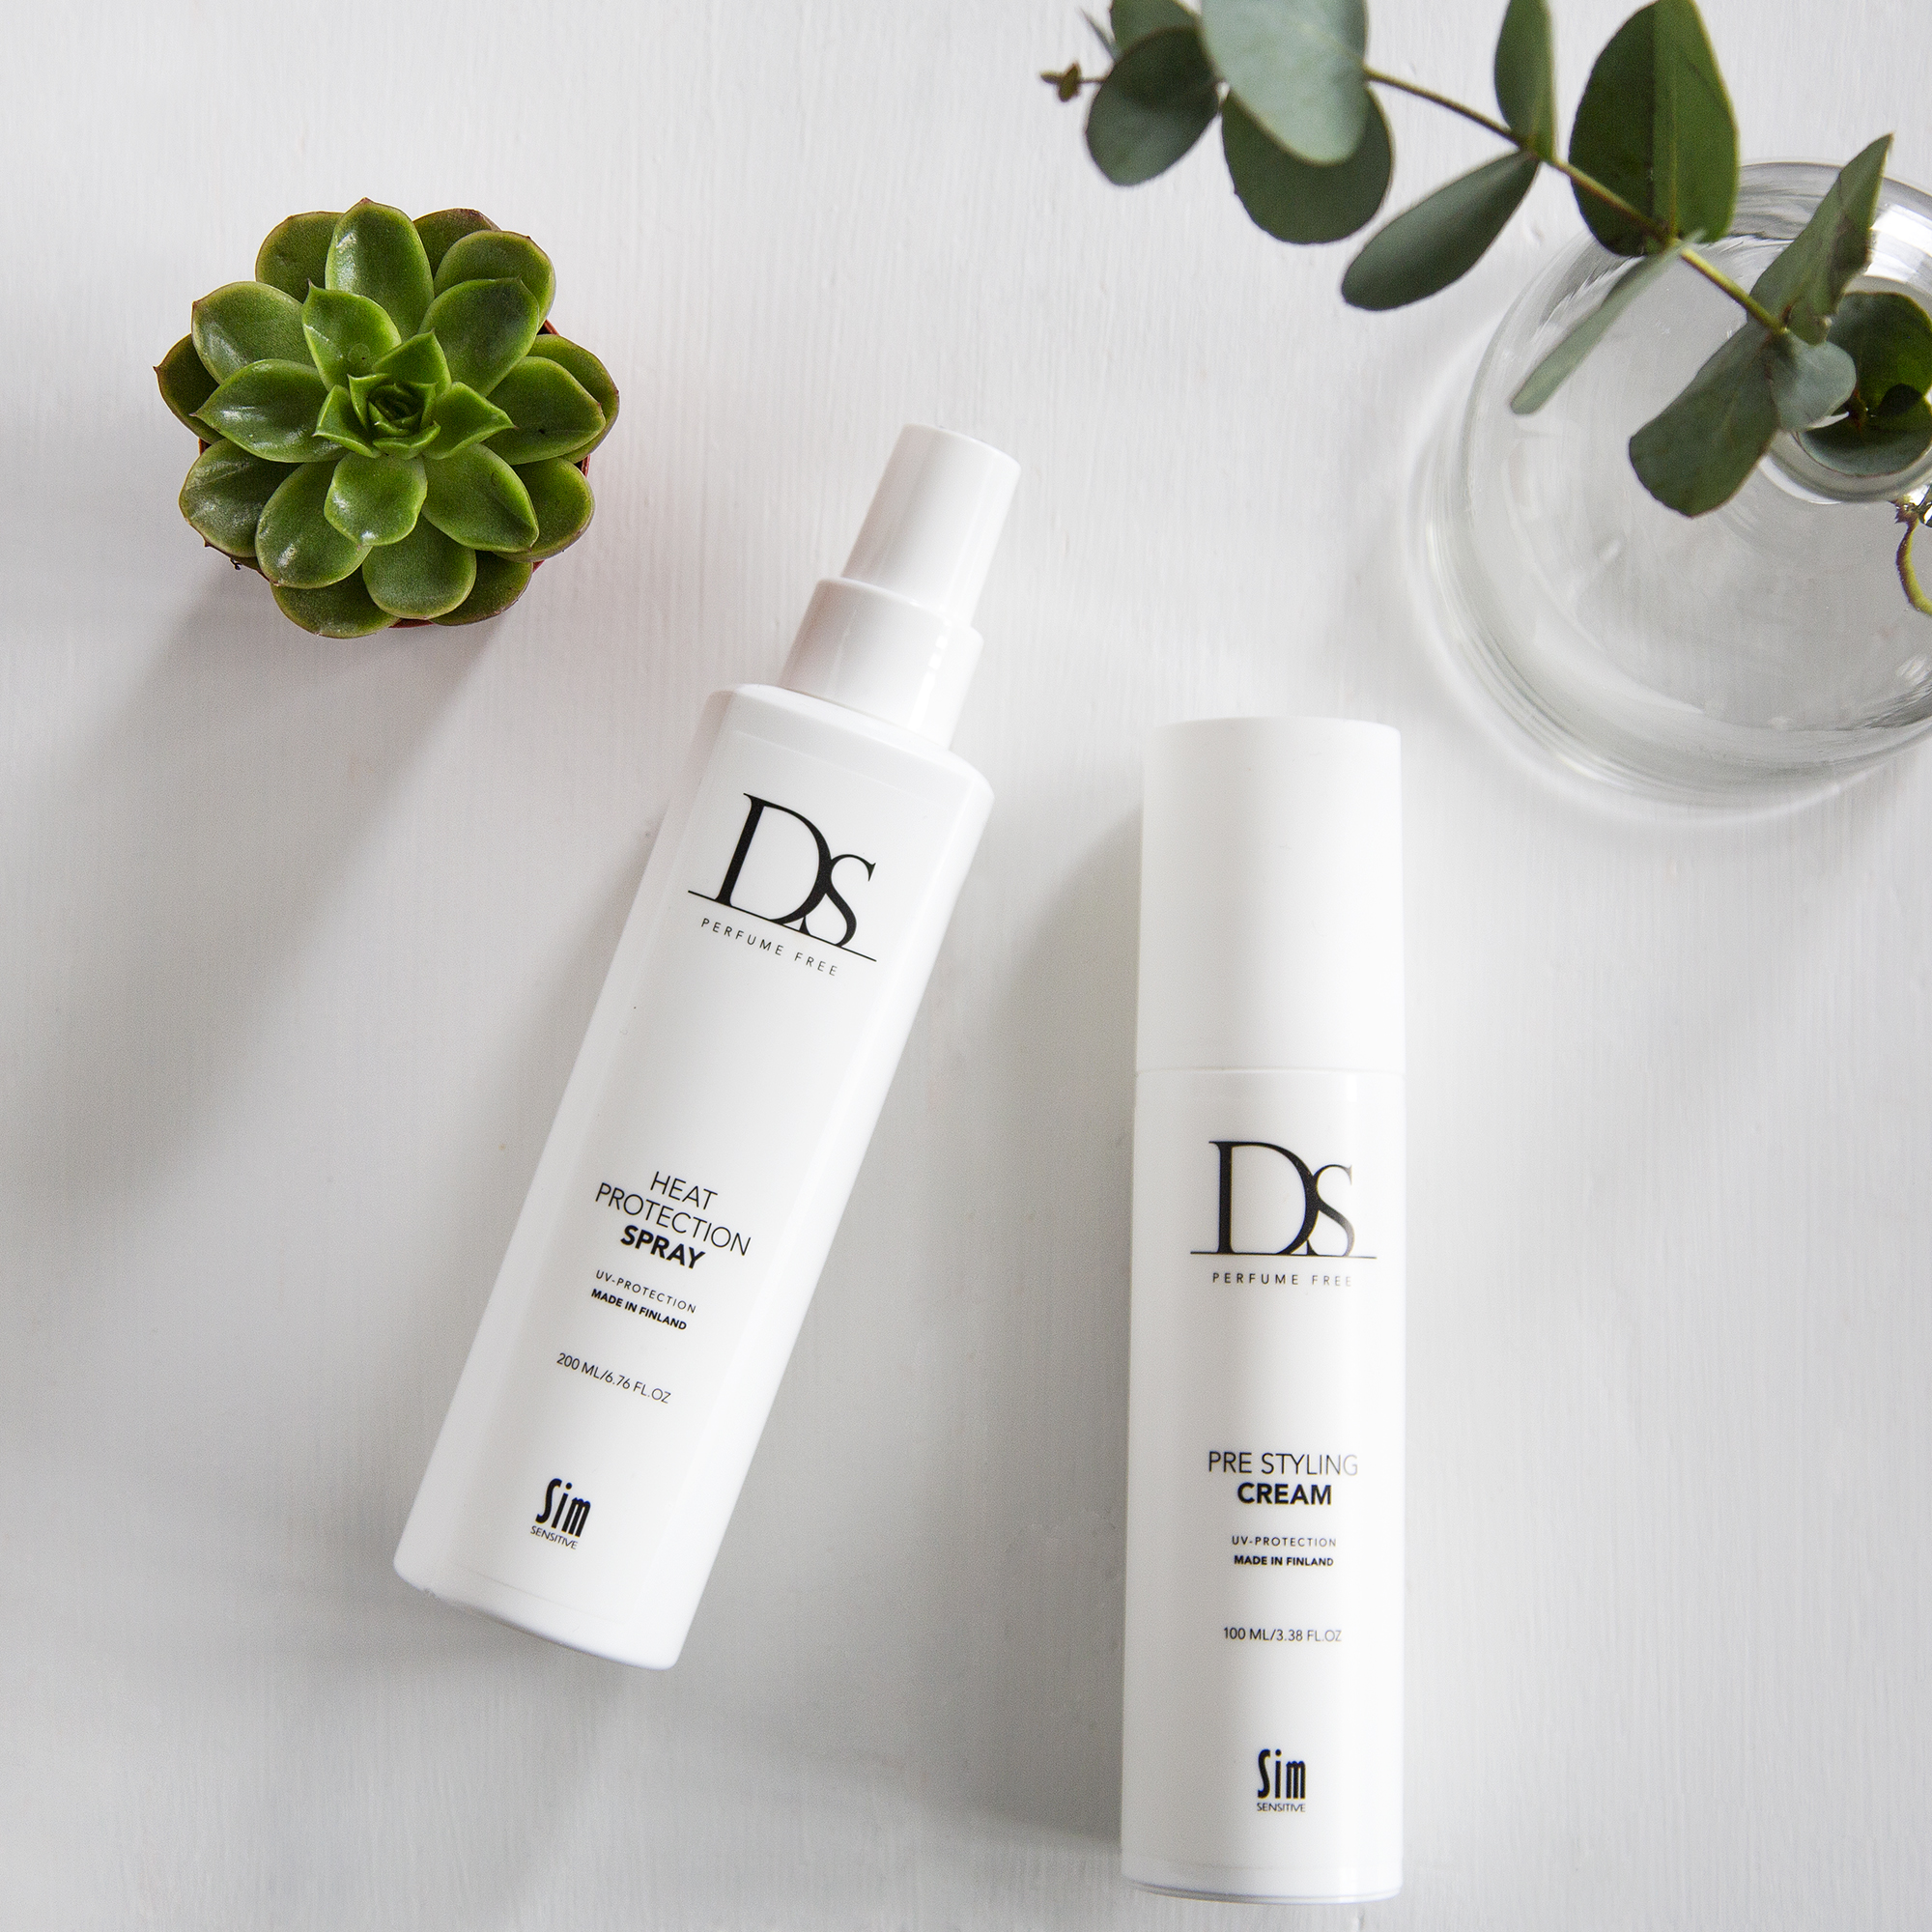 DS
PERFUME FREE
HEAT
PROTECTION
SPRAY
UV-PROTECTION
MADE IN FINLAND
200 ML/6.76 FL.OZ
Sim
SENSITIVE
DS
PERFUME FREE
PRE STYLING
CREAM
UV-PROTECTION
MADE IN FINLAND
100 ML/3.38 FL.OZ
Sim
SENSITIVE